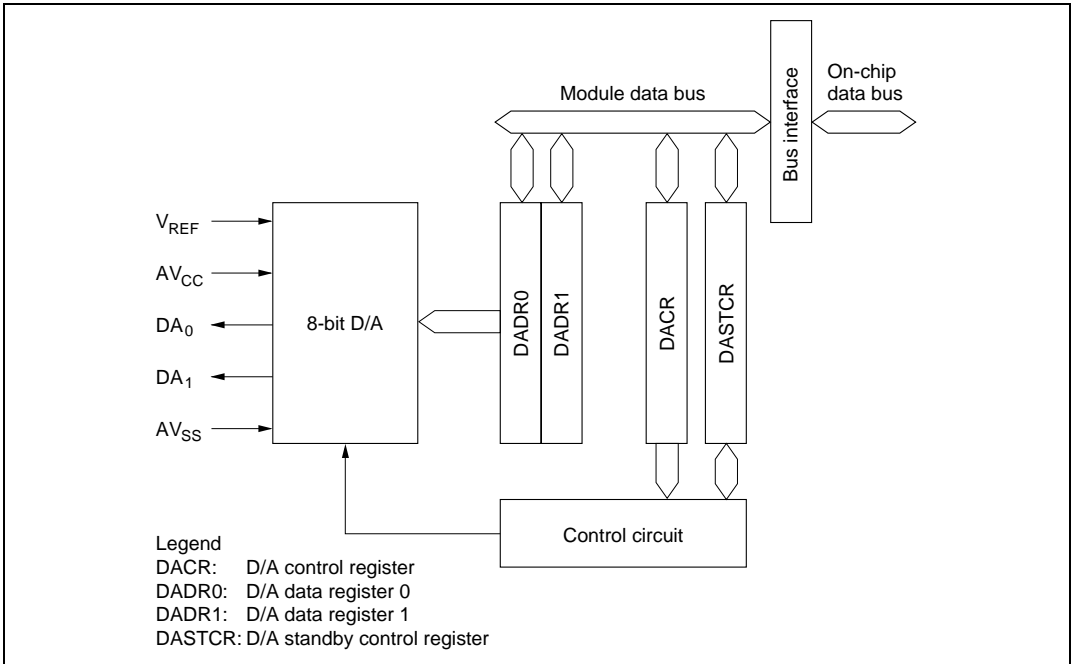 Module data bus
Bus interface
On-chip
data bus
VREF
AVCC
DA0
DA1
AVSS
8-bit D/A
DADR0
DADR1
DACR
DASTCR
Control circuit
Legend
DACR: D/A control register
DADR0: D/A data register 0
DADR1: D/A data register 1
DASTCR: D/A standby control register